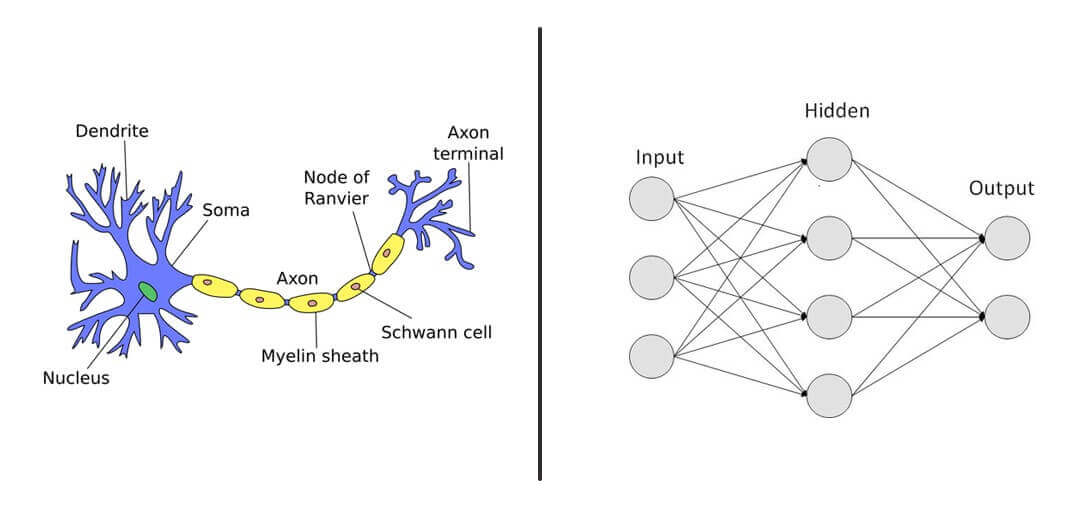 Dendrite
Axon
terminal
Node of
Ranvier
Soma
Axon
Schwann cell
Myelin sheath
Nucleus
Hidden
Input
Output